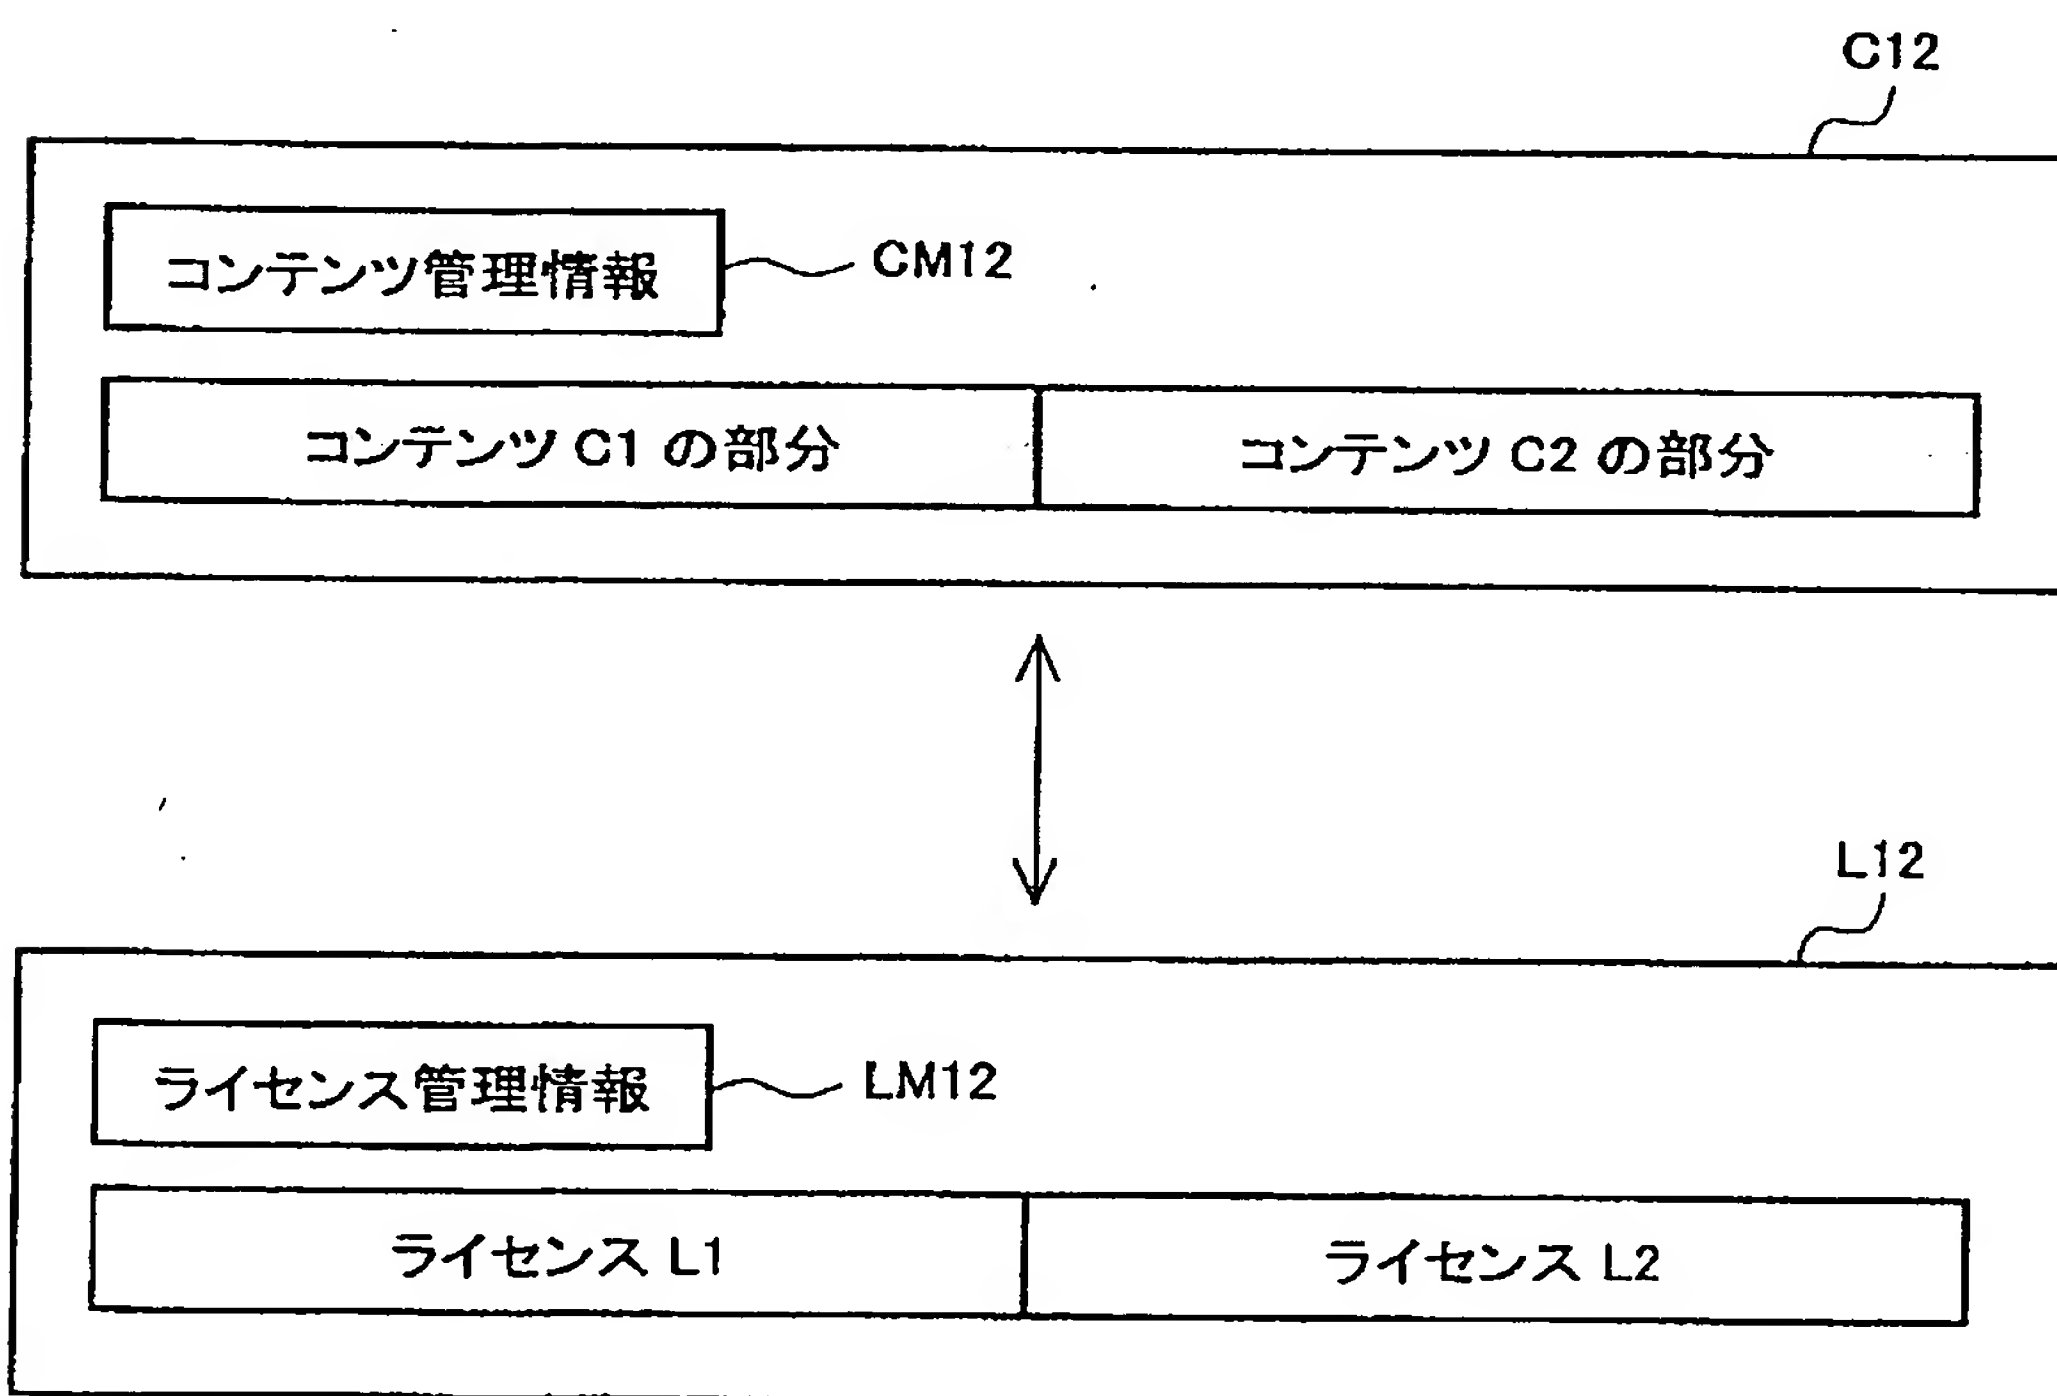 C12
コンテンツ管理情報 CM12
コンテンツ C1 の部分 コンテンツ C2 の部分
L12
ライセンス管理情報 LM12
ライセンス L1 ライセンス L2